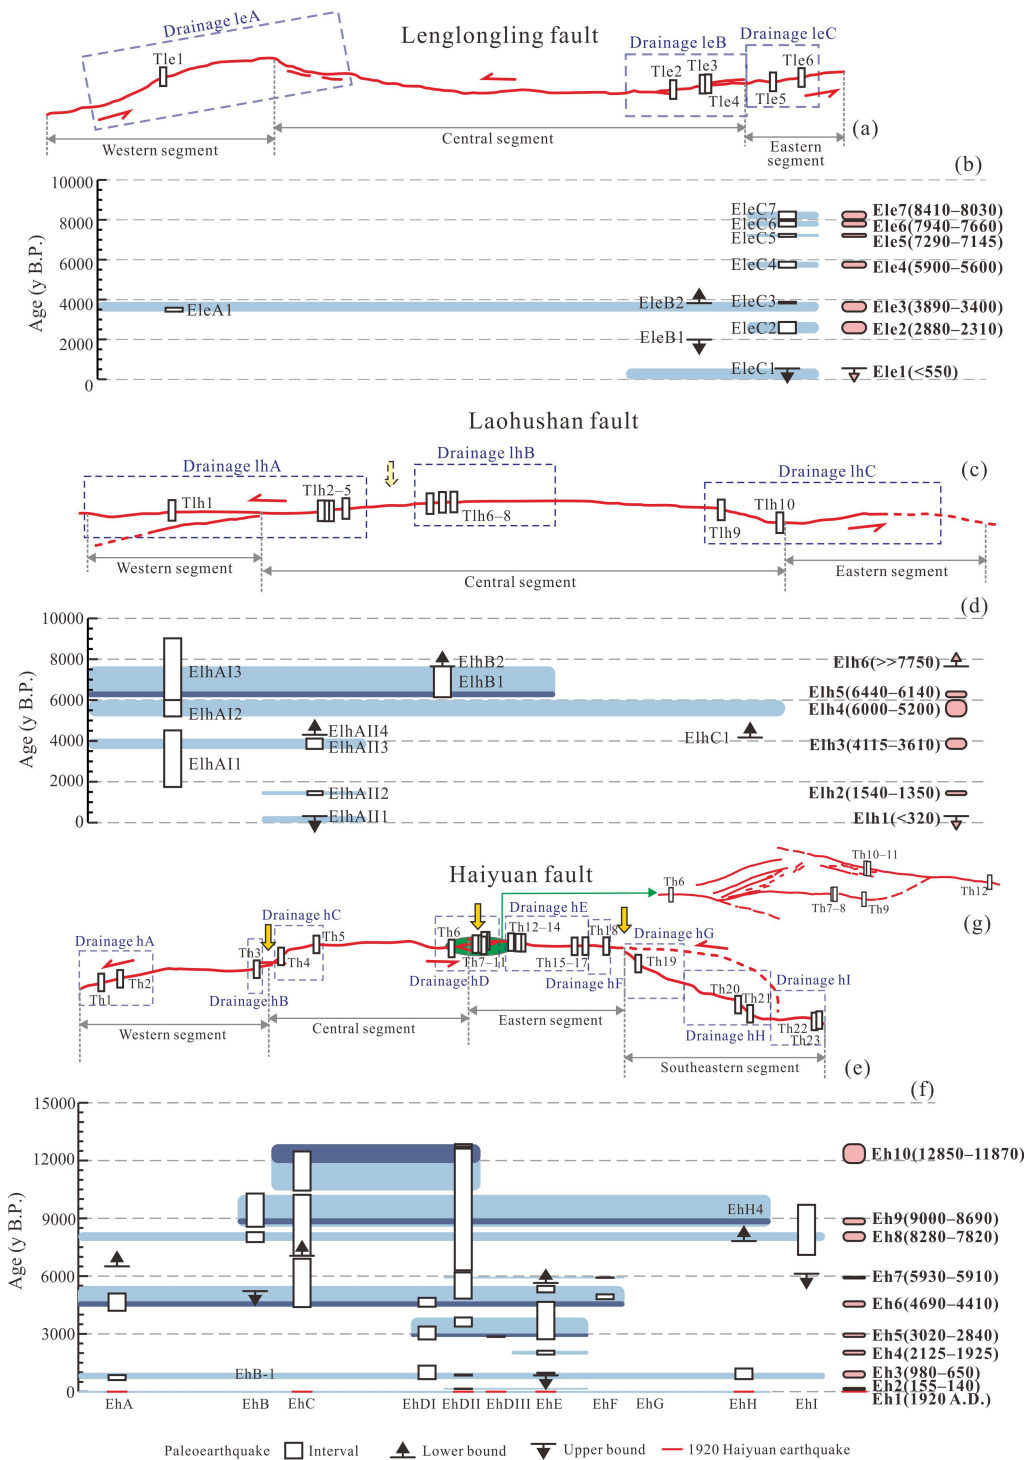 Drainage leA
Lenglongling fault
Drainage leB
Drainage leC
Tle1
Tle2
Tle3
Tle4
Tle5
Tle6
(a)
Western segment
Central segment
Eastern
segment
(b)
Age (y B.P.)
10000
8000
6000
4000
2000
0
EleC7
EleC6
EleC5
EleC4
EleB2
EleC3
EleA1
EleC2
EleB1
EleC1
Ele7(8410–8030)
Ele6(7940–7660)
Ele5(7290–7145)
Ele4(5900–5600)
Ele3(3890–3400)
Ele2(2880–2310)
Ele1(<550)
Laohushan fault
Drainage lhA
Drainage lhB
Drainage lhC
(c)
Tlh1
Tlh2–5
Tlh6–8
Tlh9
Tlh10
Western segment
Central segment
Eastern segment
(d)
Age (y B.P.)
10000
8000
6000
4000
2000
0
ElhAI3
ElhAI2
ElhAI1
ElhB2
ElhB1
ElhAII4
ElhAII3
ElhAII2
ElhAII1
ElhC1
Elh6(>>7750)
Elh5(6440–6140)
Elh4(6000–5200)
Elh3(4115–3610)
Elh2(1540–1350)
Elh1(<320)
Haiyuan fault
Th6
Th10–11
Th7–8
Th9
Th12
(g)
Drainage hA
Drainage hC
Drainage hE
Drainage hG
Drainage hI
Th1
Th2
Th3
Th4
Th5
Th6
Th7–11
Th12–14
Th15–17
Th18
Th19
Th20
Th21
Th22
Th23
Drainage hB
Drainage hD
Drainage hF
Drainage hH
Western segment
Central segment
Eastern segment
Southeastern segment
(e)
(f)
Age (y B.P.)
15000
12000
9000
6000
3000
0
EhH4
EhB-1
Eh10(12850–11870)
Eh9(9000–8690)
Eh8(8280–7820)
Eh7(5930–5910)
Eh6(4690–4410)
Eh5(3020–2840)
Eh4(2125–1925)
Eh3(980–650)
Eh2(155–140)
Eh1(1920 A.D.)
EhA
EhB
EhC
EhDI
EhDII
EhDIII
EhE
EhF
EhG
EhH
EhI
Paleoearthquake
Interval
Lower bound
Upper bound
1920 Haiyuan earthquake